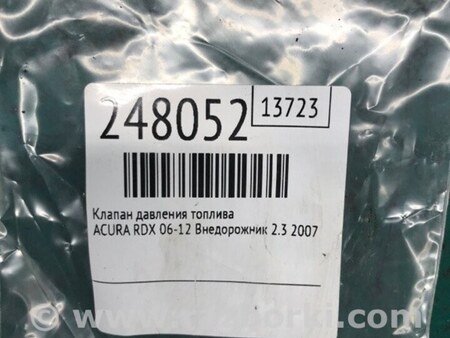 248052
13723
Клапан давления топлива
ACURA RDX 06-12 Внедорожник 2.3 2007